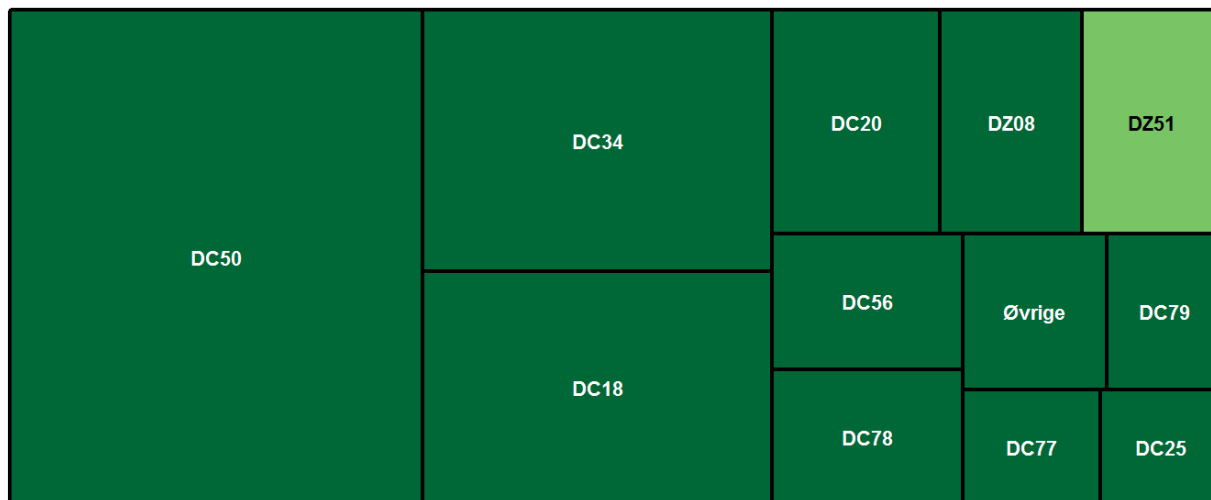 DC50
DC34
DC18
DC20
DZ08
DZ51
DC56
DC78
Øvrige
DC79
DC77
DC25